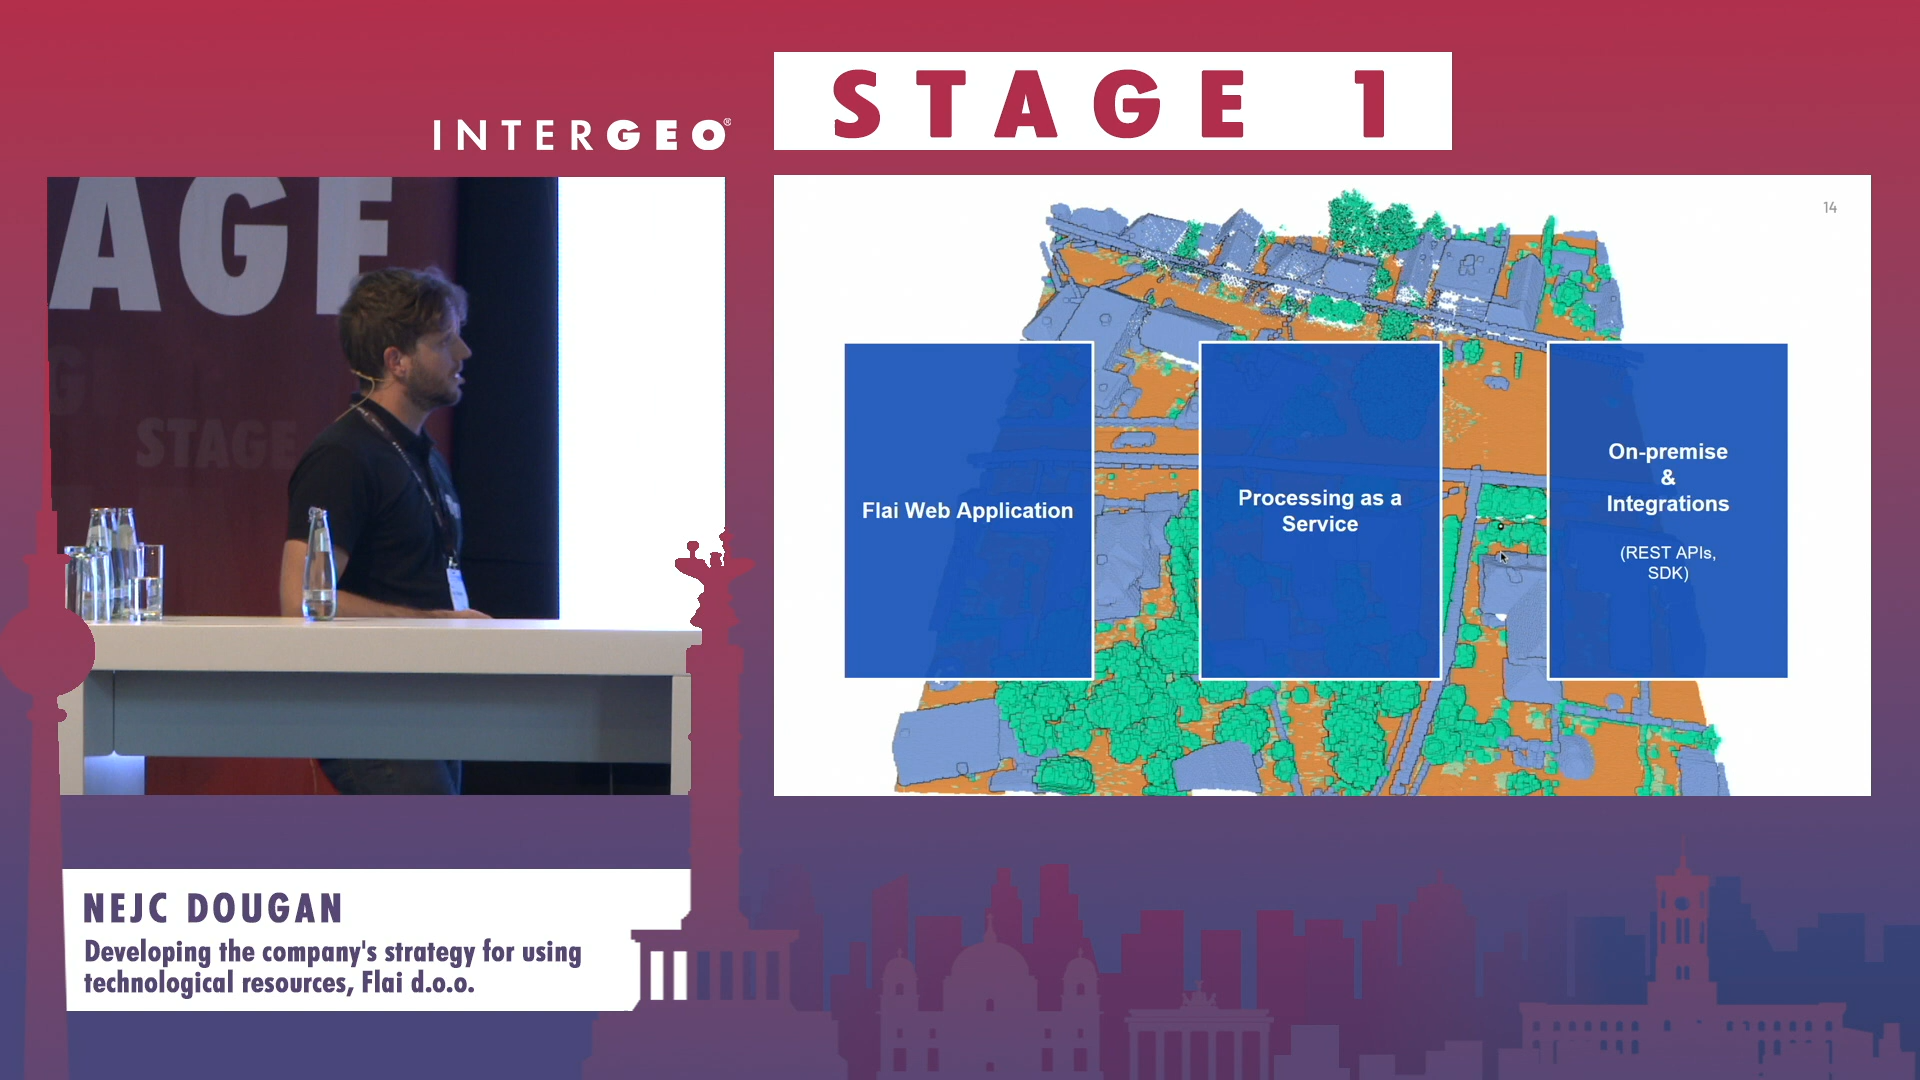 STAGE 1
INTERGEO®
AGE
STAGE
14
Flai Web Application
Processing as a
Service
On-premise
&
Integrations
(REST APIs,
SDK)
NEJC DOUGAN
Developing the company's strategy for using
technological resources, Flai d.o.o.